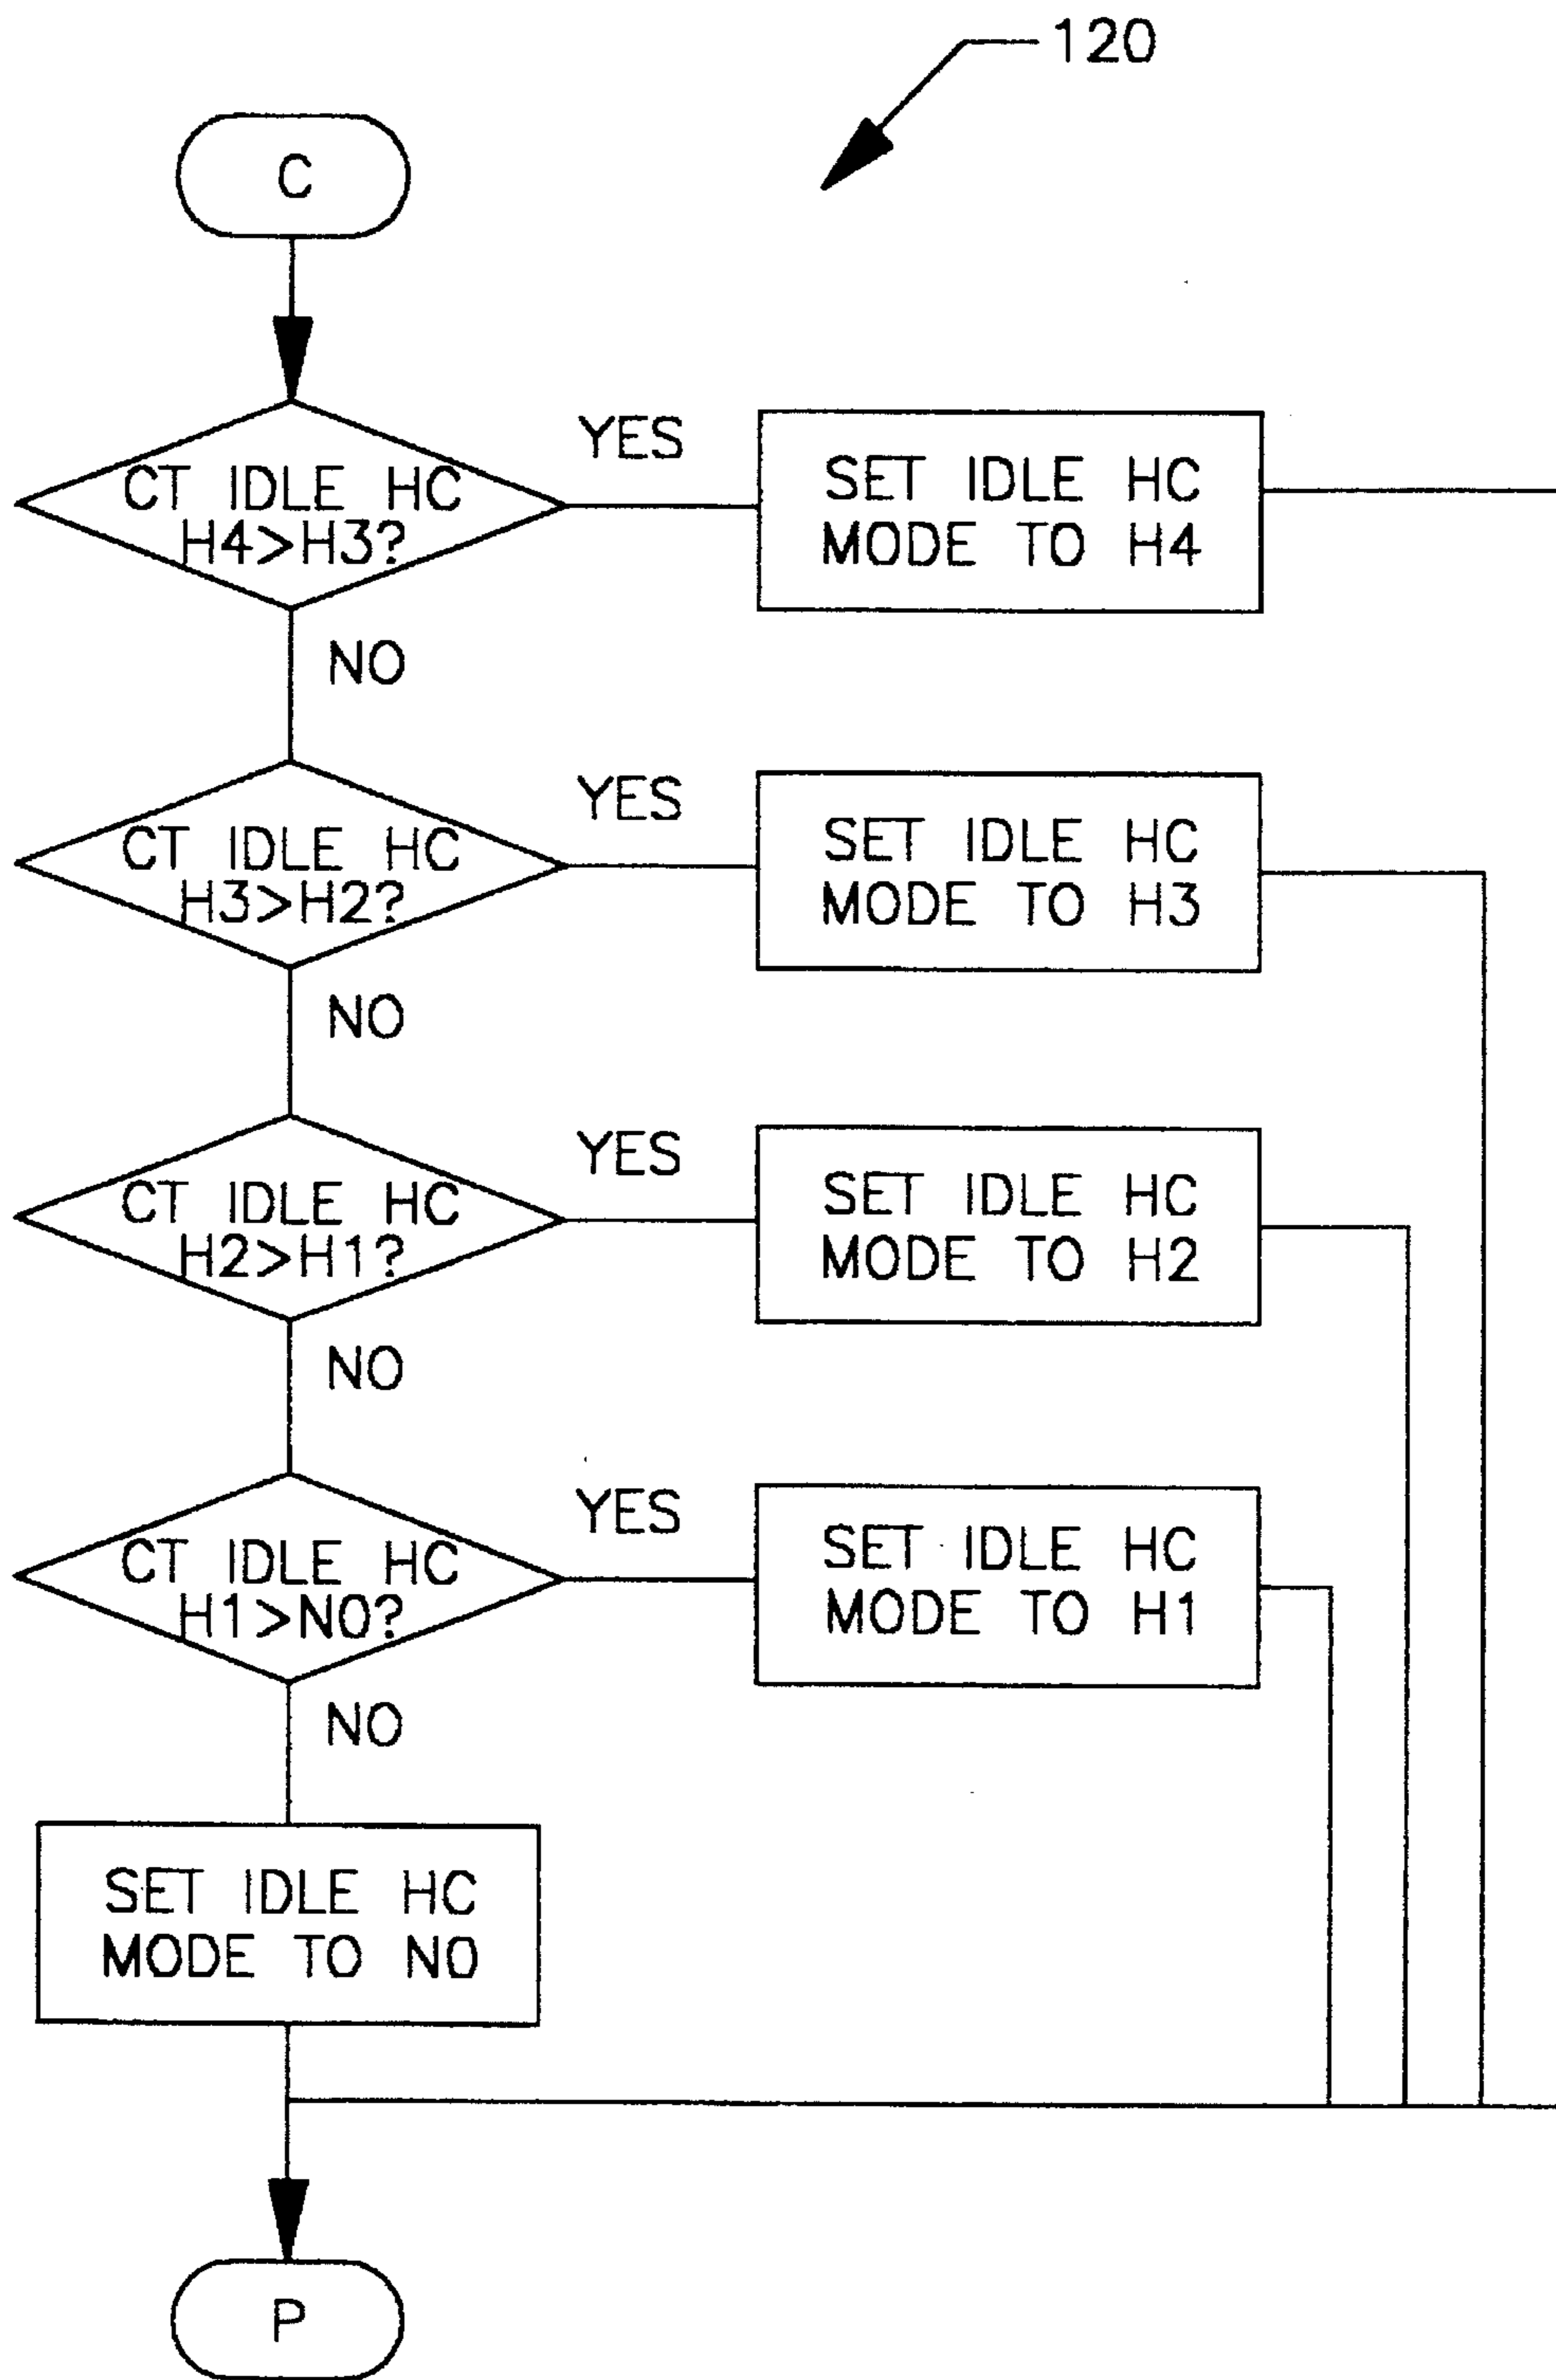 120
C
CT IDLE HC
H4>H3?
YES
SET IDLE HC
MODE TO H4
NO
CT IDLE HC
H3>H2?
YES
SET IDLE HC
MODE TO H3
NO
CT IDLE HC
H2>H1?
YES
SET IDLE HC
MODE TO H2
NO
CT IDLE HC
H1>NO?
YES
SET IDLE HC
MODE TO H1
NO
SET IDLE HC
MODE TO NO
P